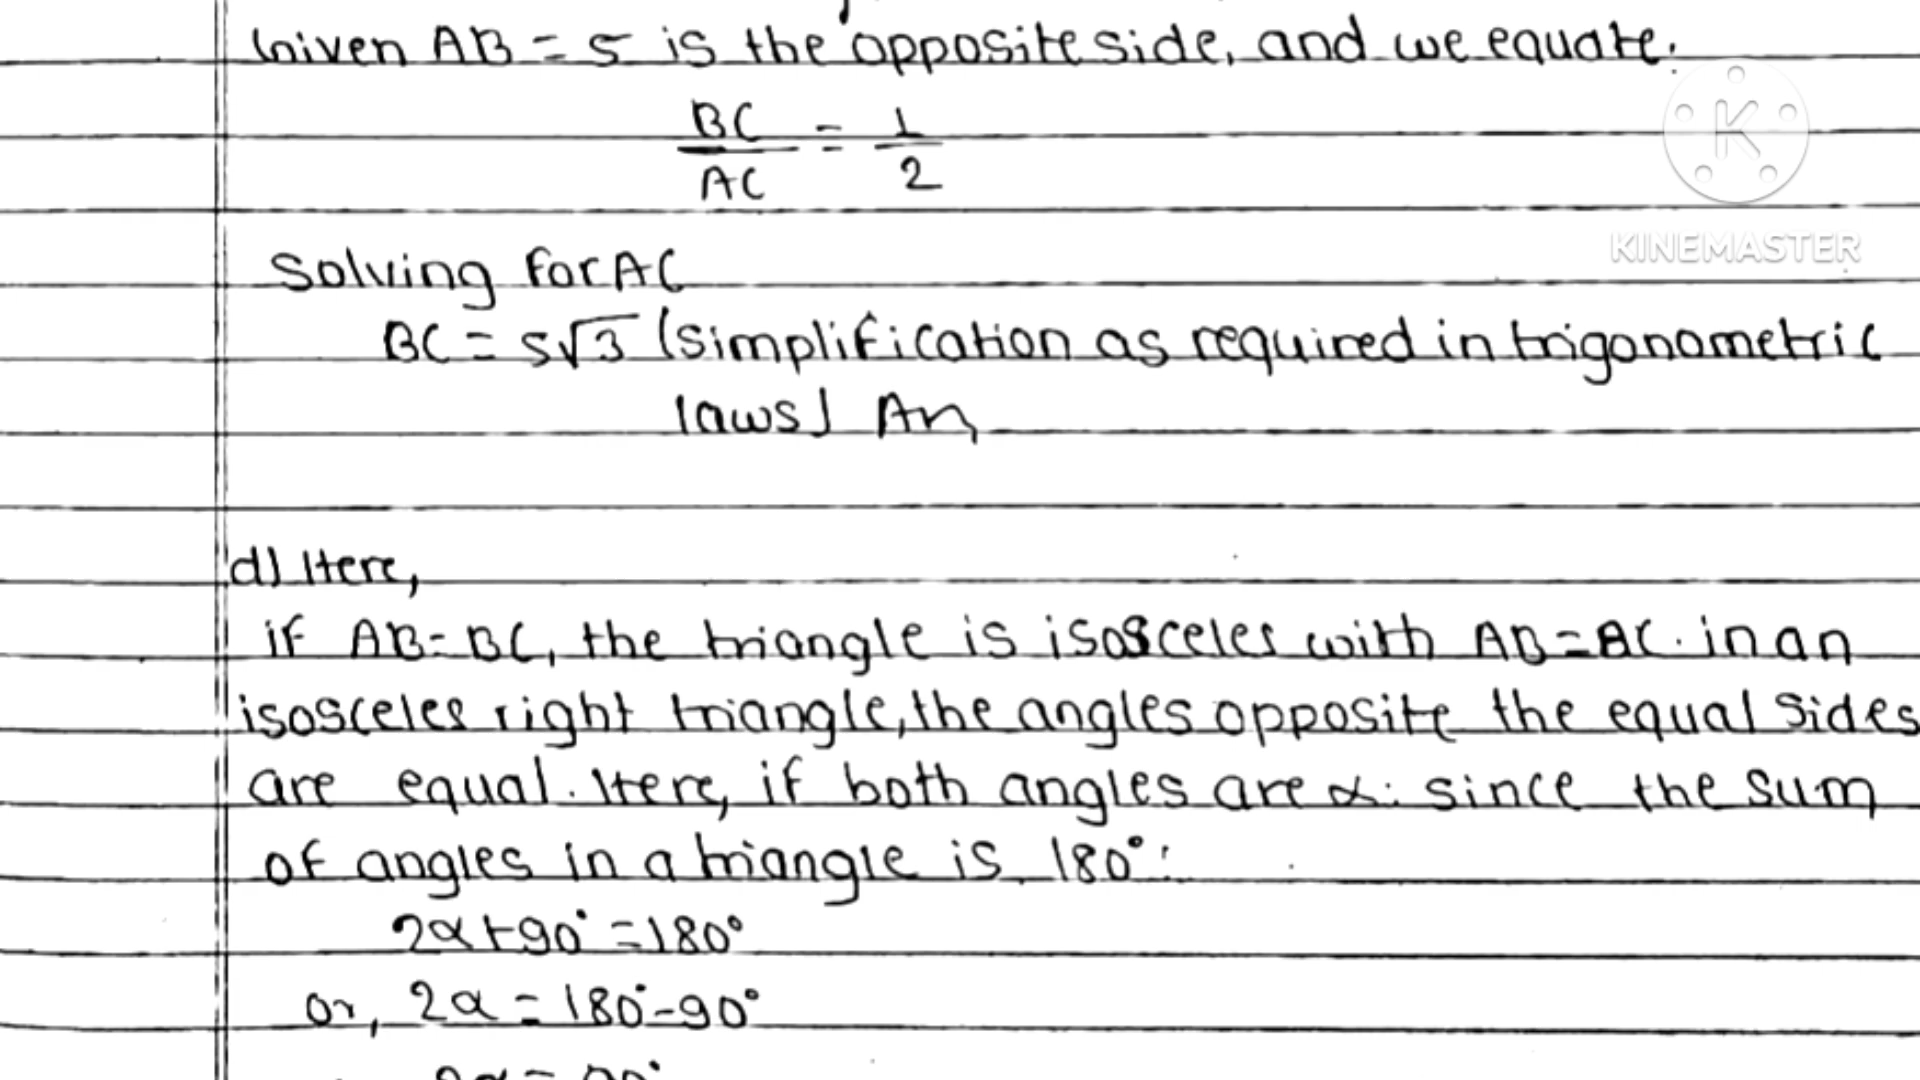 Given AB = 5 is the opposite side, and we equate:
BC/AC = 1/2
KINEMASTER
Solving for AC
BC = 5√3 (simplification as required in trigonometric
laws) An
d) Here,
if AB = BC, the triangle is isosceles with AB = BC. in an
isosceles right triangle, the angles opposite the equal sides
are equal. Here, if both angles are α: since the sum
of angles in a triangle is 180°:
2α + 90° = 180°
or, 2α = 180° - 90°